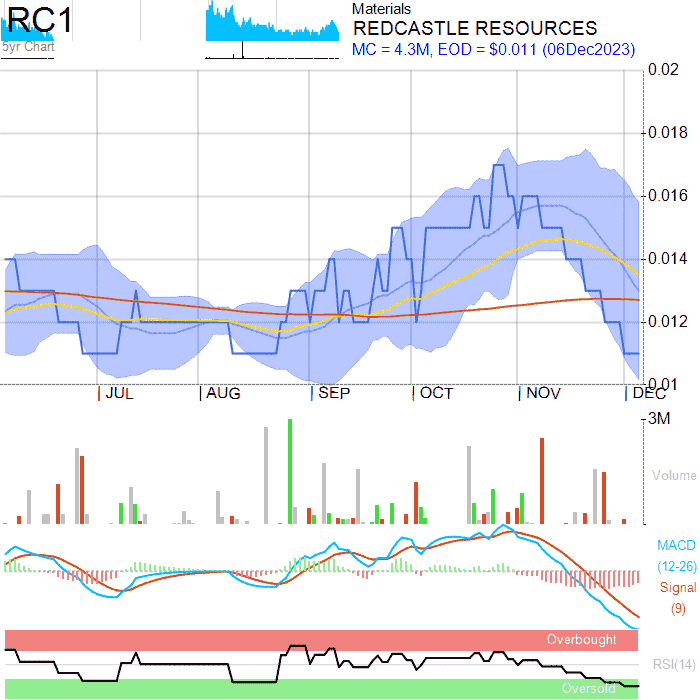 RC1
5yr Chart
Materials
REDCASTLE RESOURCES
MC = 4.3M, EOD = $0.011 (06Dec2023)
0.02
0.018
0.016
0.014
0.012
0.01
JUL AUG SEP OCT NOV DEC
3M
Volume
MACD
(12-26)
Signal
(9)
Overbought
RSI(14)
Oversold